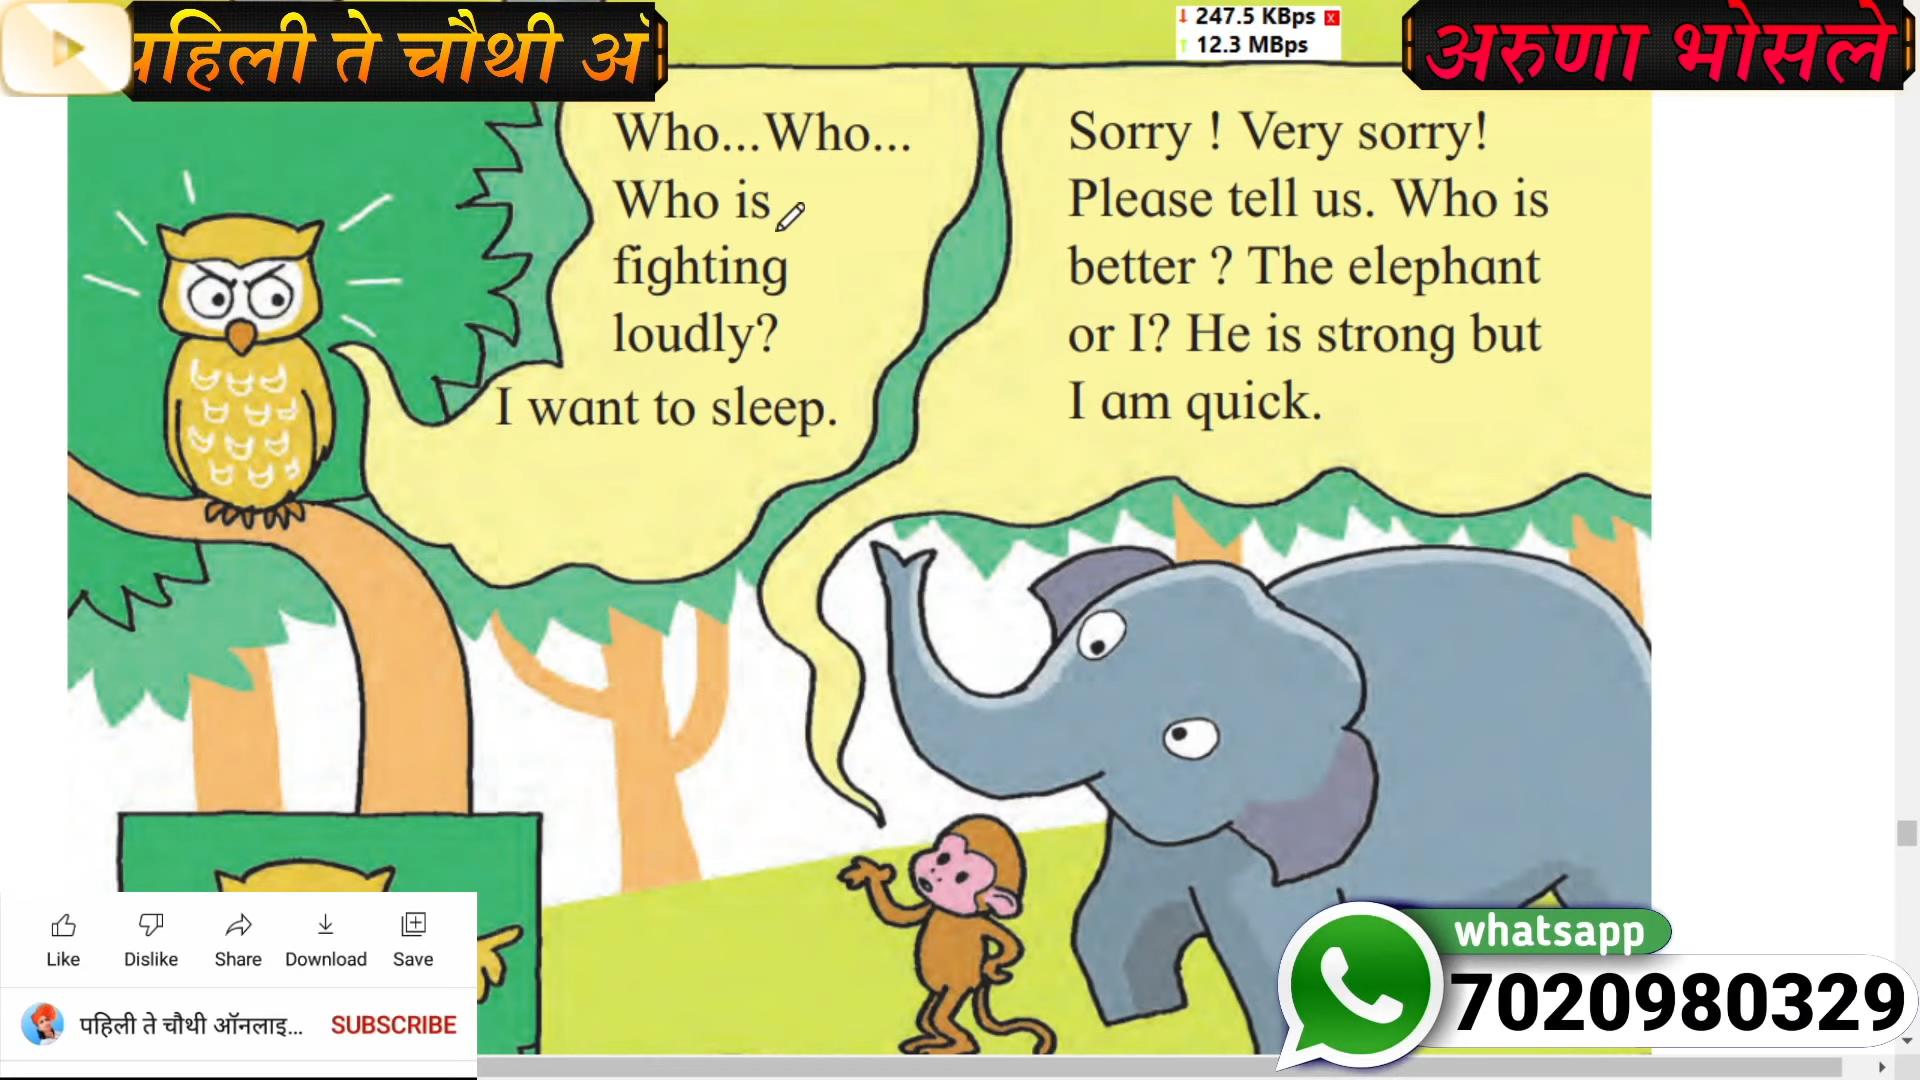 पहिली ते चौथी
247.5 KBps x
12.3 MBps
अरुणा भोसले
Who...Who...
Who is
fighting
loudly?
I want to sleep.
Sorry ! Very sorry!
Please tell us. Who is
better ? The elephant
or I? He is strong but
I am quick.
Like
Dislike
Share
Download
Save
पहिली ते चौथी ऑनलाइ...
SUBSCRIBE
whatsapp
7020980329